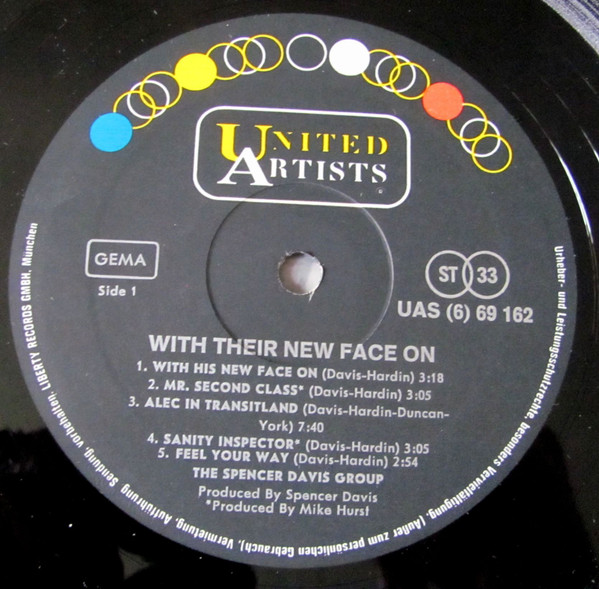 UNITED
ARTISTS
GEMA
Side 1
ST 33
UAS (6) 69 162
WITH THEIR NEW FACE ON
1. WITH HIS NEW FACE ON (Davis-Hardin) 3:18
2. MR. SECOND CLASS* (Davis-Hardin) 3:05
3. ALEC IN TRANSITLAND (Davis-Hardin-Duncan-
York) 7:40
4. SANITY INSPECTOR* (Davis-Hardin) 3:05
5. FEEL YOUR WAY (Davis-Hardin) 2:54
THE SPENCER DAVIS GROUP
Produced By Spencer Davis
*Produced By Mike Hurst
Urheber- und Leistungsschutzrechte, besonders Vervielfältigung, (Außer zum persönlichen Gebrauch), Vermietung, Aufführung Sendung, vorbehalten, LIBERTY RECORDS GMBH, München